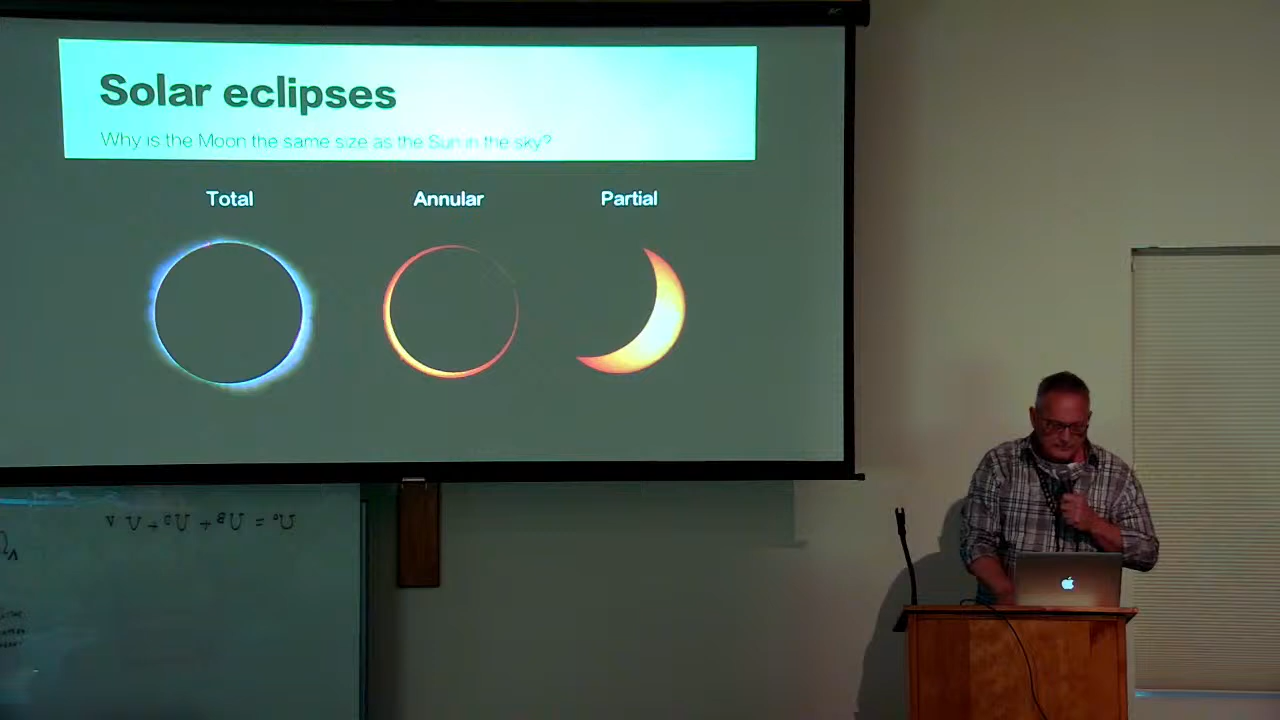 Solar eclipses
Why is the Moon the same size as the Sun in the sky?
Total Annular Partial